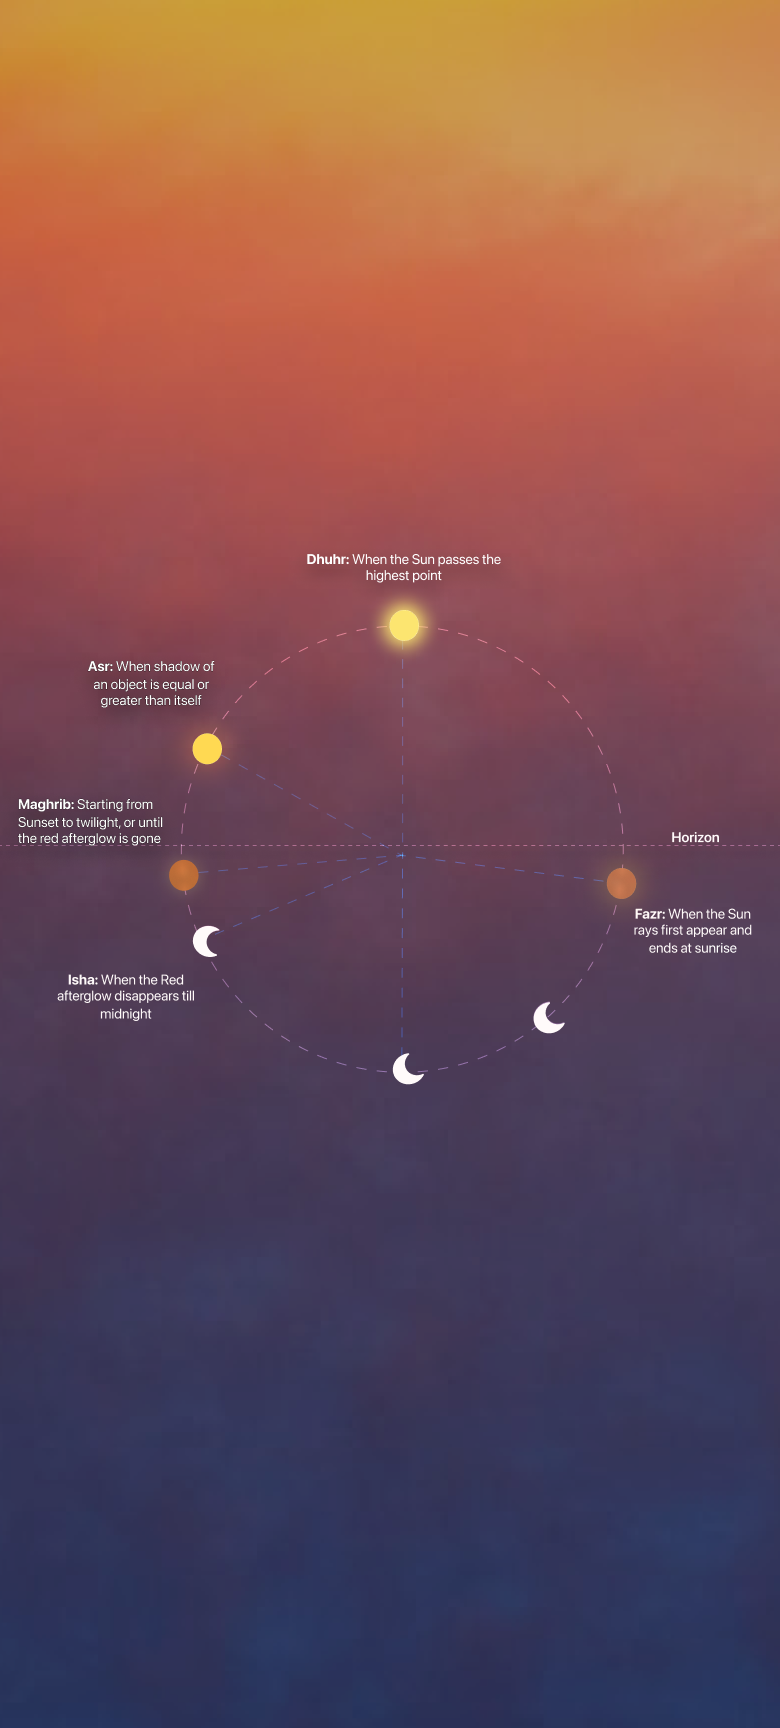 Dhuhr: When the Sun passes the
highest point
Asr: When shadow of
an object is equal or
greater than itself
Maghrib: Starting from
Sunset to twilight, or until
the red afterglow is gone
Horizon
Fazr: When the Sun
rays first appear and
ends at sunrise
Isha: When the Red
afterglow disappears till
midnight